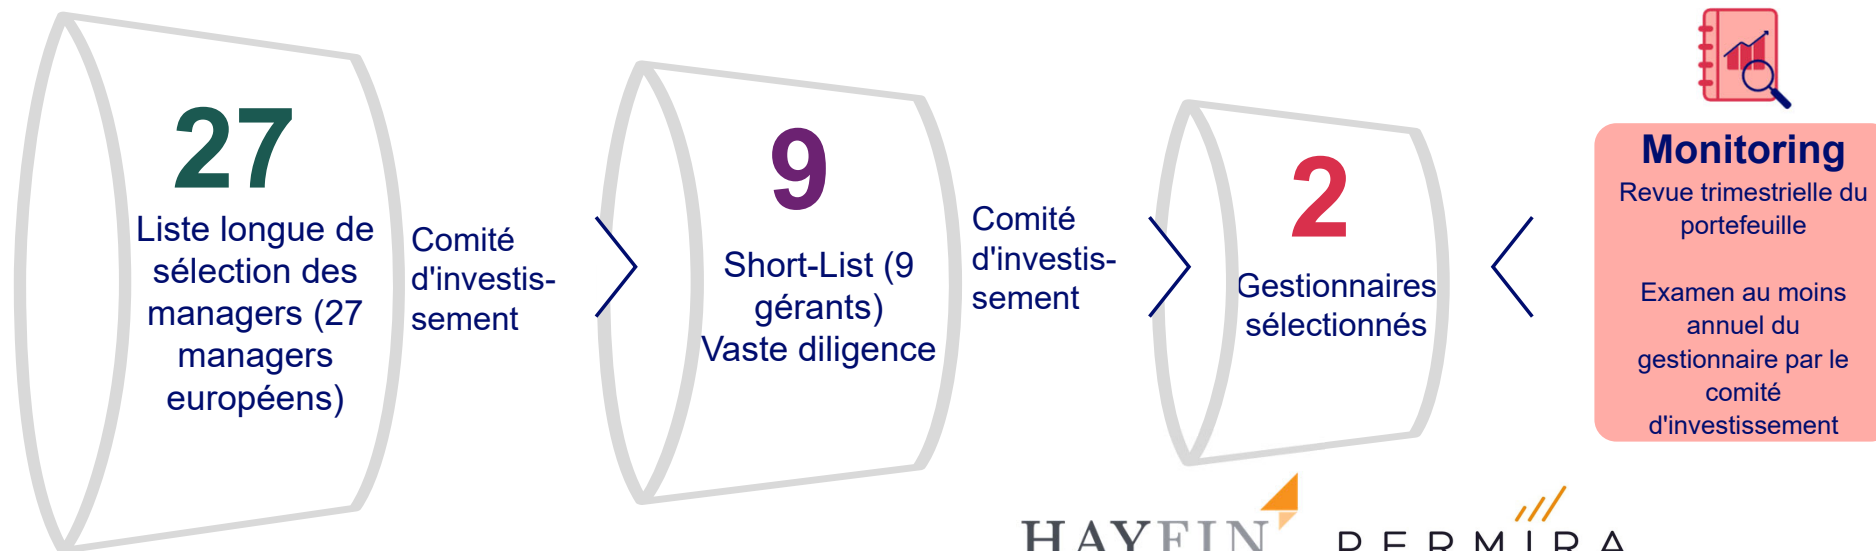 27
Liste longue de
sélection des
managers (27
managers
européens)
Comité
d'investis-
sement
9
Short-List (9
gérants)
Vaste diligence
Comité
d'investis-
sement
2
Gestionnaires
sélectionnés
Monitoring
Revue trimestrielle du
portefeuille
Examen au moins
annuel du
gestionnaire par le
comité
d'investissement
HAYFIN
PERMIRA